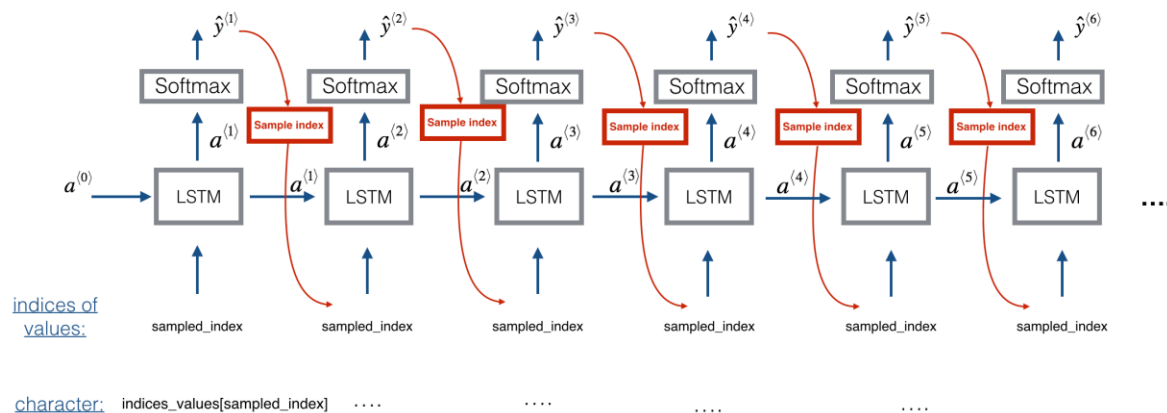 ŷ⟨1⟩ ŷ⟨2⟩ ŷ⟨3⟩ ŷ⟨4⟩ ŷ⟨5⟩ ŷ⟨6⟩
Softmax Softmax Softmax Softmax Softmax Softmax
Sample index Sample index Sample index Sample index Sample index
a⟨1⟩ a⟨2⟩ a⟨3⟩ a⟨4⟩ a⟨5⟩ a⟨6⟩
a⟨0⟩ LSTM a⟨1⟩ LSTM a⟨2⟩ LSTM a⟨3⟩ LSTM a⟨4⟩ LSTM a⟨5⟩ LSTM ....
indices of
values: sampled_index sampled_index sampled_index sampled_index sampled_index sampled_index
character: indices_values[sampled_index] .... .... .... ....